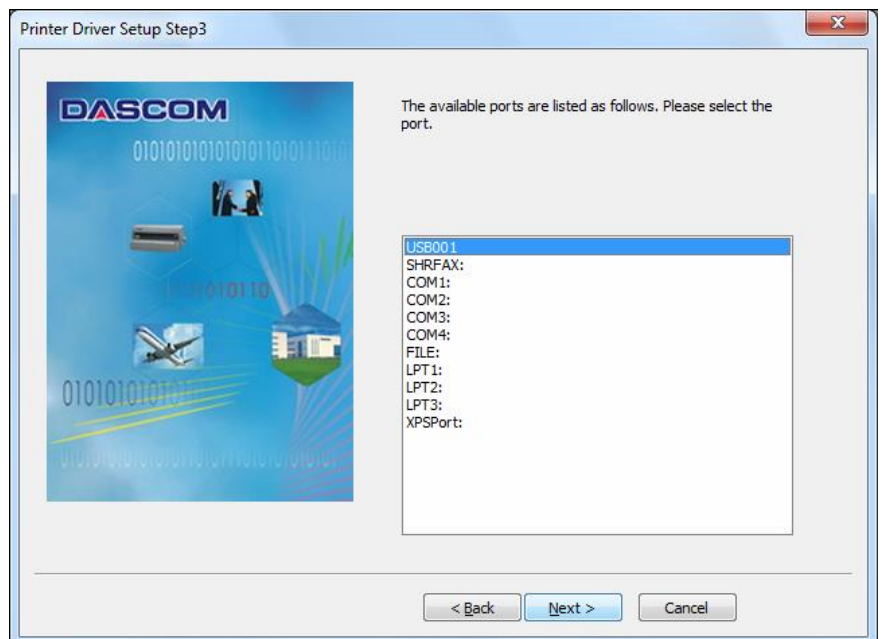 Printer Driver Setup Step3
DASCOM
The available ports are listed as follows. Please select the
port.
USB001
SHRFAX:
COM1:
COM2:
COM3:
COM4:
FILE:
LPT1:
LPT2:
LPT3:
XPSPort:
< Back
Next >
Cancel